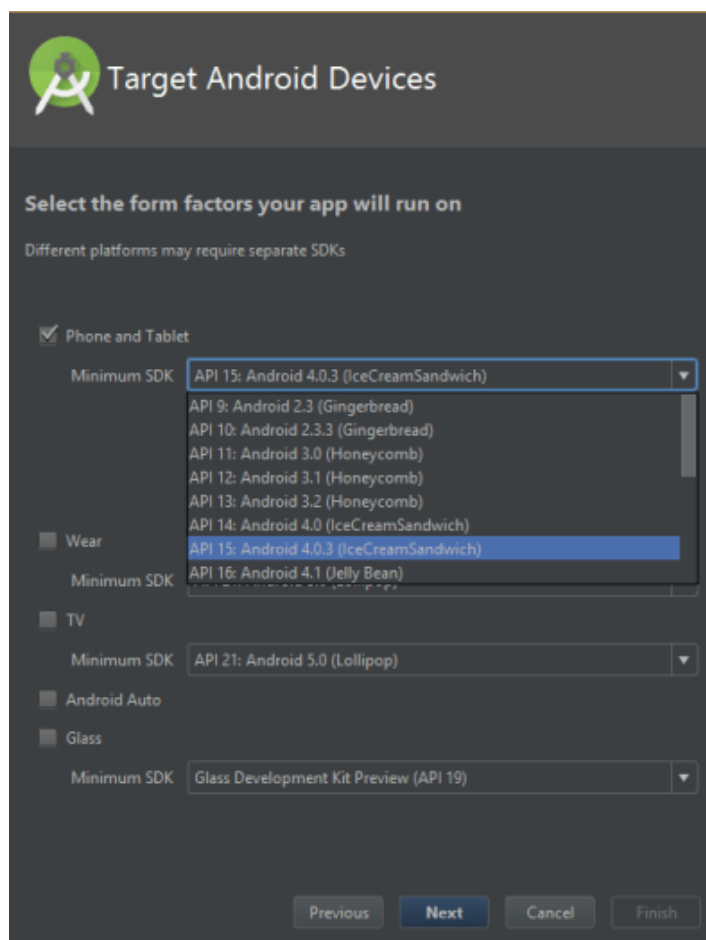 Target Android Devices
Select the form factors your app will run on
Different platforms may require separate SDKs
Phone and Tablet
Minimum SDK API 15: Android 4.0.3 (IceCreamSandwich)
API 9: Android 2.3 (Gingerbread)
API 10: Android 2.3.3 (Gingerbread)
API 11: Android 3.0 (Honeycomb)
API 12: Android 3.1 (Honeycomb)
API 13: Android 3.2 (Honeycomb)
API 14: Android 4.0 (IceCreamSandwich)
Wear
API 15: Android 4.0.3 (IceCreamSandwich)
API 16: Android 4.1 (Jelly Bean)
Minimum SDK
TV
Minimum SDK API 21: Android 5.0 (Lollipop)
Android Auto
Glass
Minimum SDK Glass Development Kit Preview (API 19)
Previous Next Cancel Finish